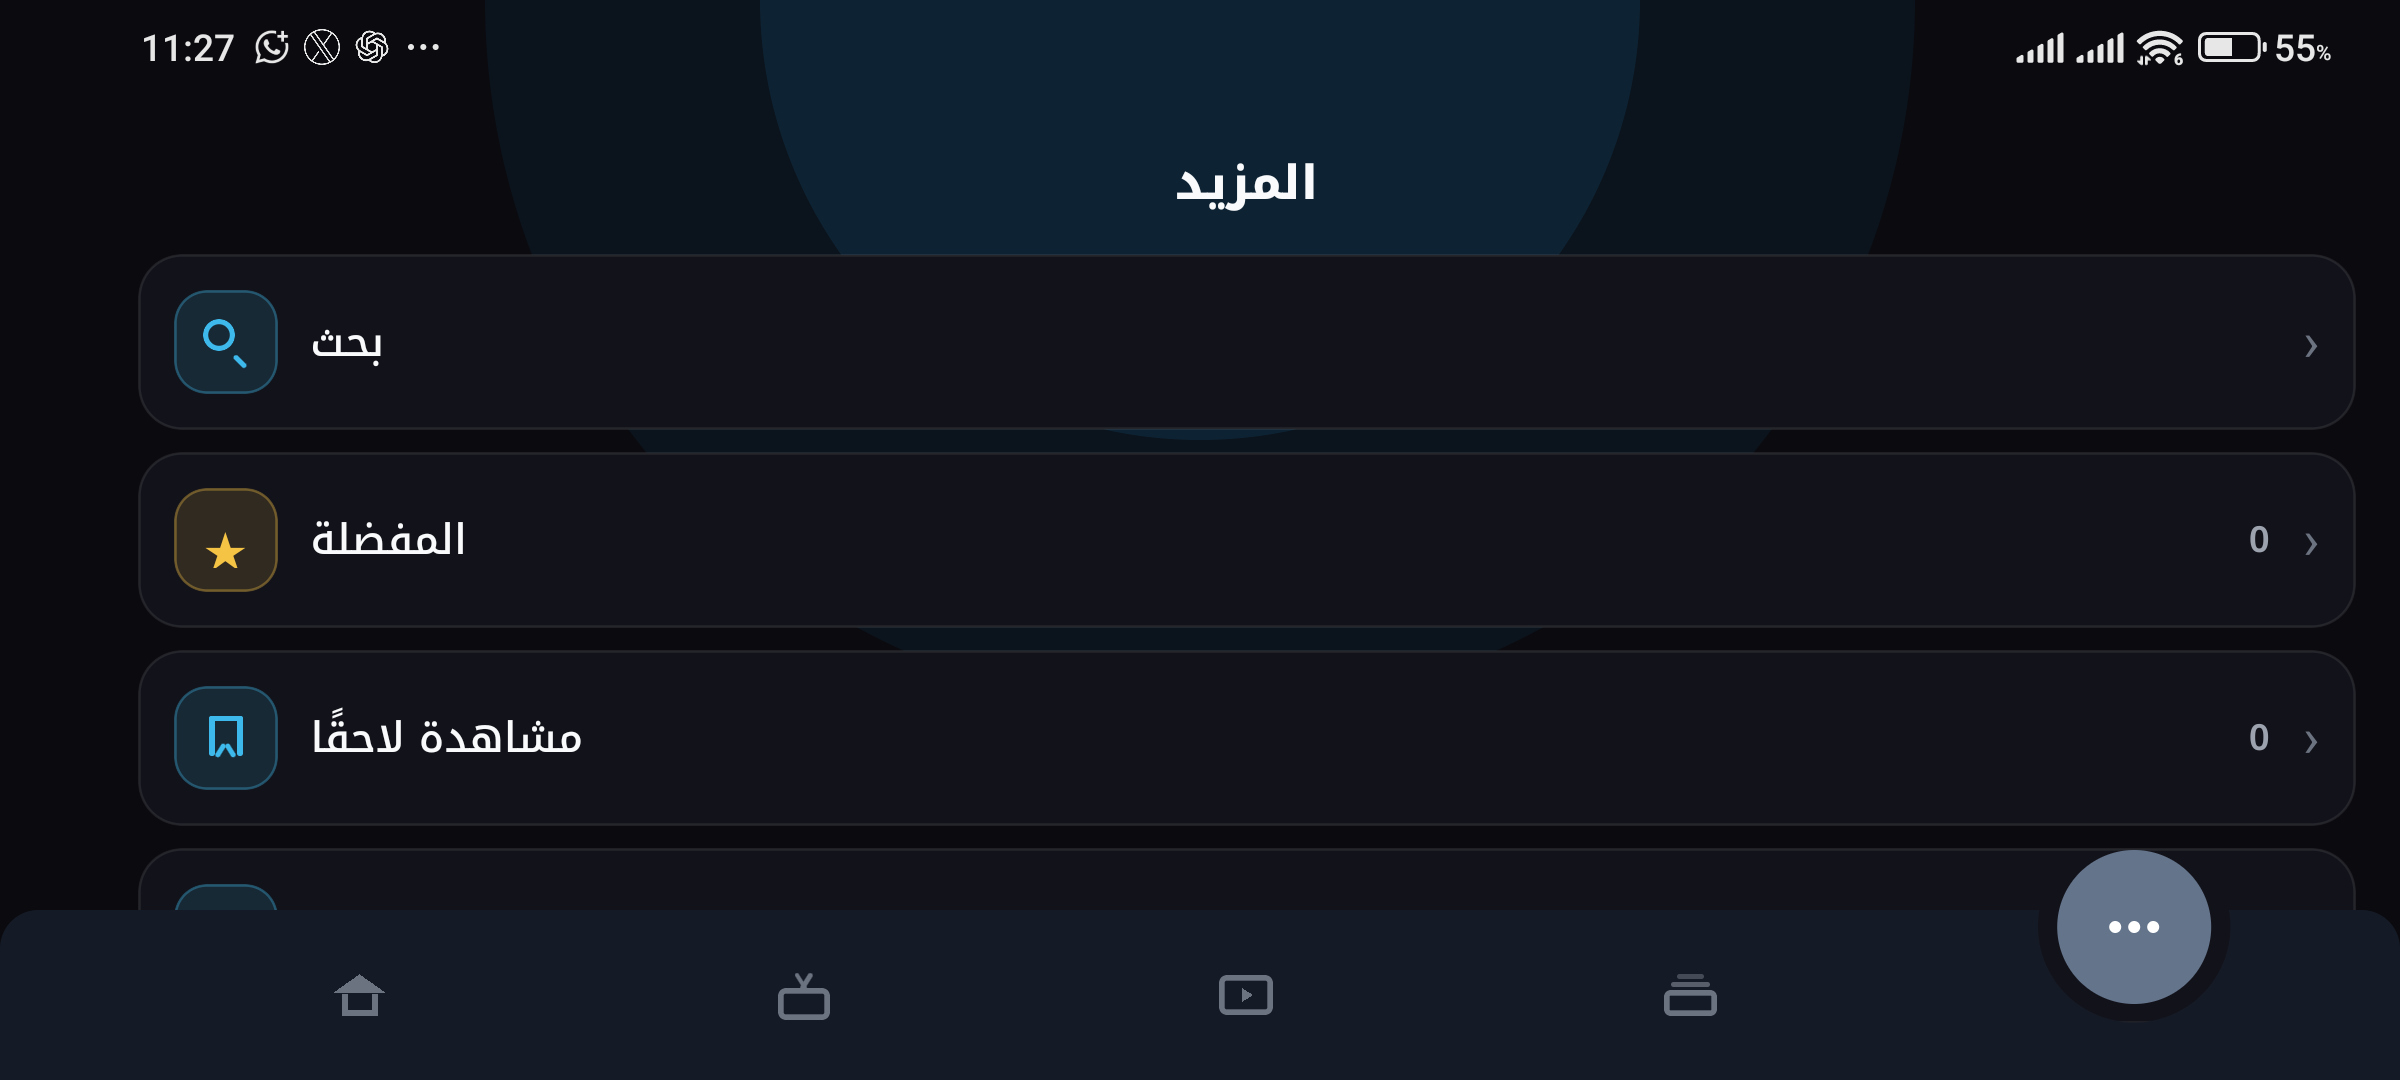 11:27
55%
المزيد
بحث
المفضلة 0
مشاهدة لاحقًا 0